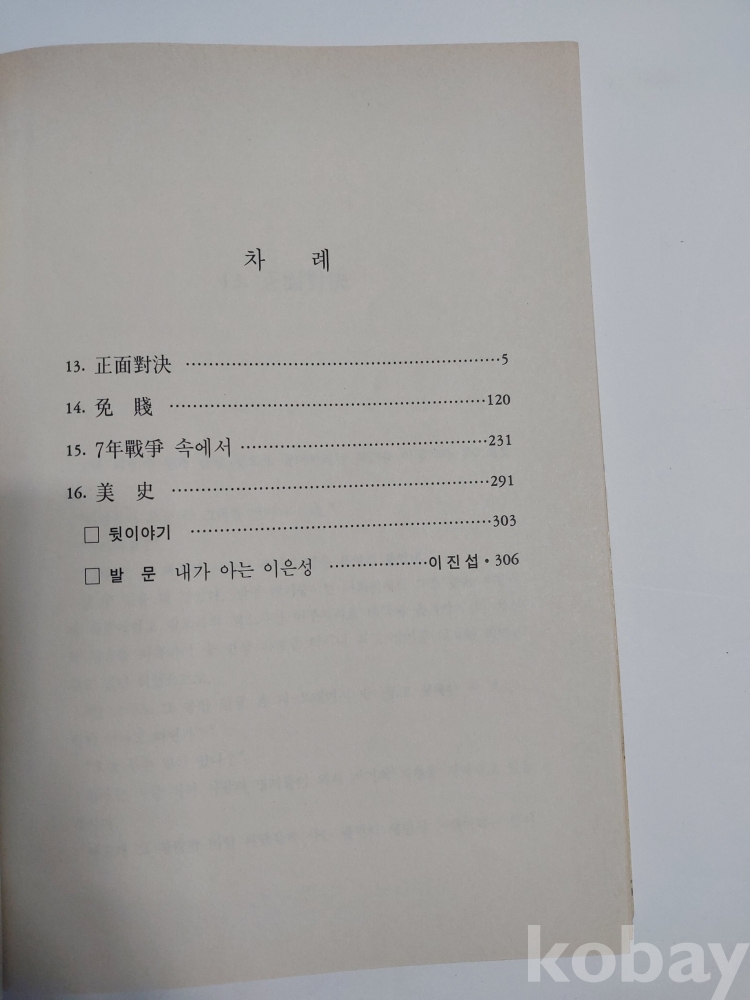 차 례
13. 正面對決 ……………………………………………5
14. 免 賤 ……………………………………………120
15. 7年戰爭 속에서 ……………………………………231
16. 美 史 ……………………………………………291
□ 뒷이야기 ……………………………………………303
□ 발 문 내가 아는 이은성 ………………이진섭·306
kobay